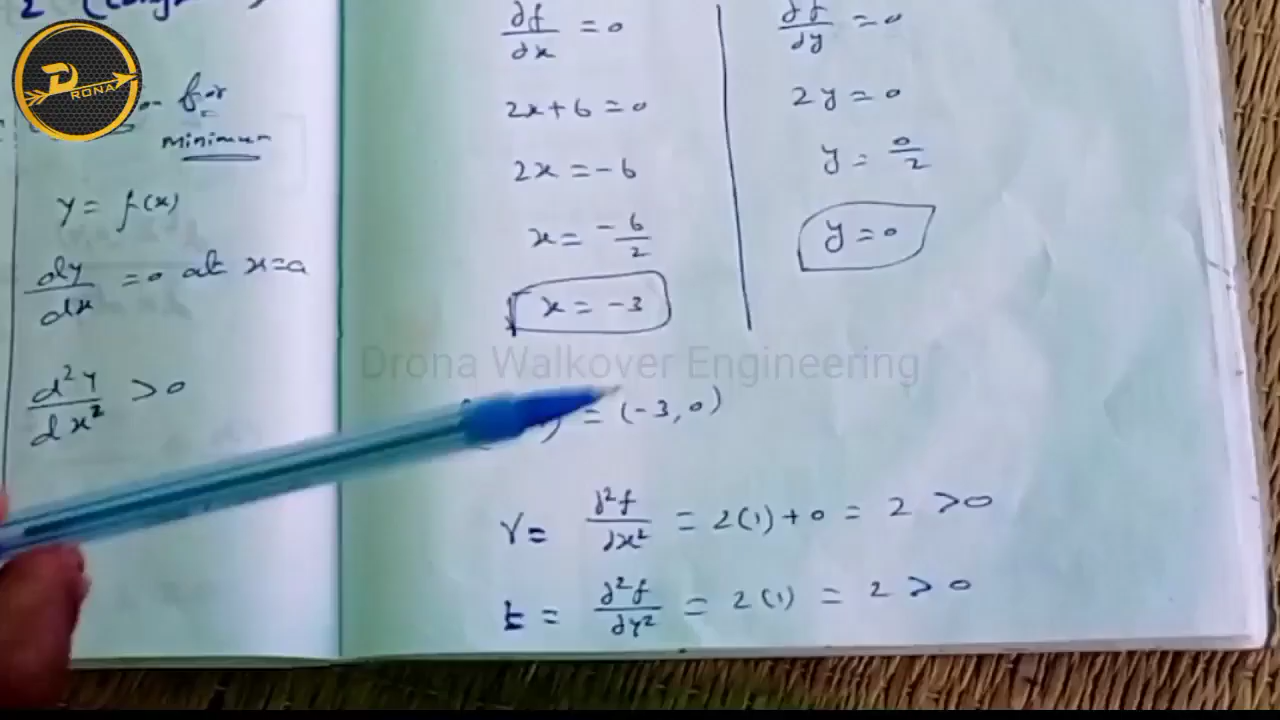 2
DRONA
for
minimum
y = f(x)
dy/dx = 0 at x=a
d²y/dx² > 0
∂f/∂x = 0
2x+6 = 0
2x = -6
x = -6/2
x = -3
∂f/∂y = 0
2y = 0
y = 0/2
y = 0
Drona Walkover Engineering
= (-3,0)
r = ∂²f/∂x² = 2(1)+0 = 2 >0
t = ∂²f/∂y² = 2(1) = 2 > 0